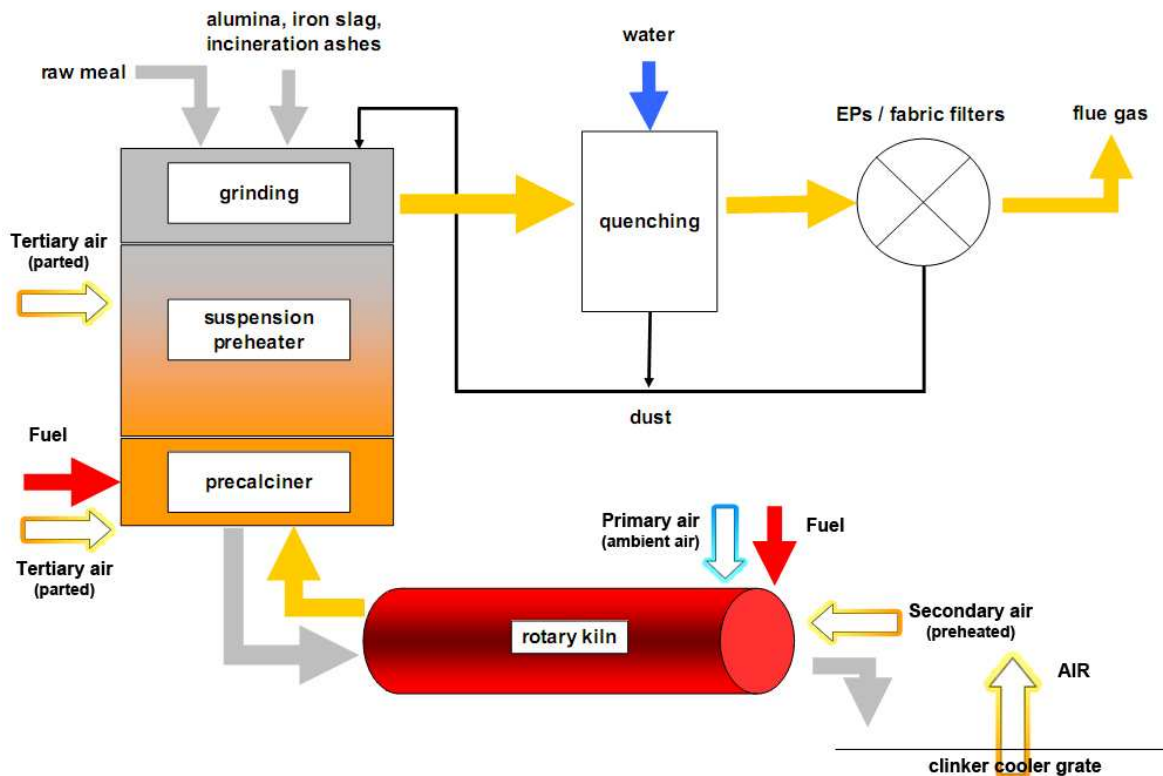 alumina, iron slag,
incineration ashes
raw meal
water
EPs / fabric filters
flue gas
grinding
quenching
Tertiary air
(parted)
suspension
preheater
dust
Fuel
precalciner
Tertiary air
(parted)
Primary air
(ambient air)
Fuel
rotary kiln
Secondary air
(preheated)
AIR
clinker cooler grate